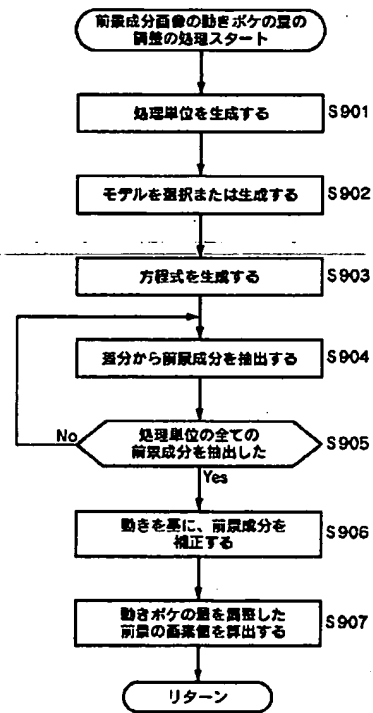 前景成分画像の動きボケの量の
調整の処理スタート
処理単位を生成する
S901
モデルを選択または生成する
S902
方程式を生成する
S903
差分から前景成分を抽出する
S904
処理単位の全ての
前景成分を抽出した
S905
No
Yes
動きを基に、前景成分を
補正する
S906
動きボケの量を調整した
前景の画素値を算出する
S907
リターン